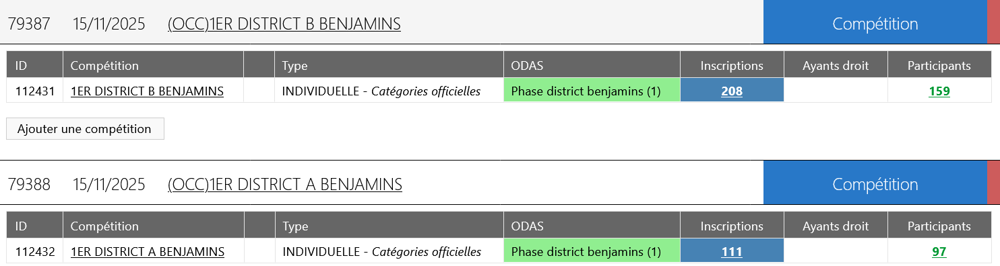 79387 15/11/2025 (OCC)1ER DISTRICT B BENJAMINS Compétition
ID Compétition Type ODAS Inscriptions Ayants droit Participants
112431 1ER DISTRICT B BENJAMINS INDIVIDUELLE - Catégories officielles Phase district benjamins (1) 208 159
Ajouter une compétition
79388 15/11/2025 (OCC)1ER DISTRICT A BENJAMINS Compétition
ID Compétition Type ODAS Inscriptions Ayants droit Participants
112432 1ER DISTRICT A BENJAMINS INDIVIDUELLE - Catégories officielles Phase district benjamins (1) 111 97